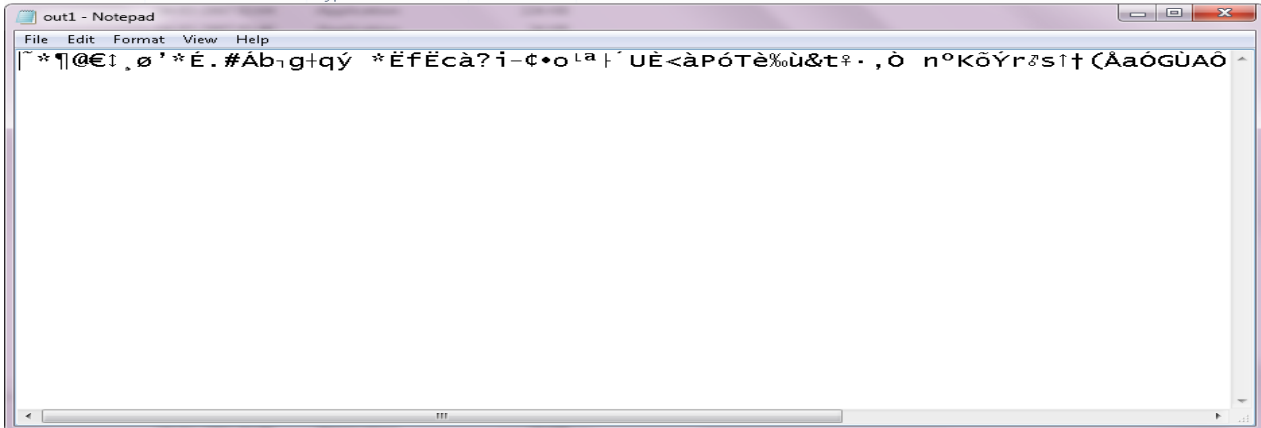 out1 - Notepad
File Edit Format View Help
˜*¶@€↕¸ø’*É.#Áb┐g┼qý *ËfËcà?i–¢•o└ª├´UÈ<àPóTè‰ù&t♀·‚Ò nºKõÝr♂s↑†(ÅaÓGÙAÔ